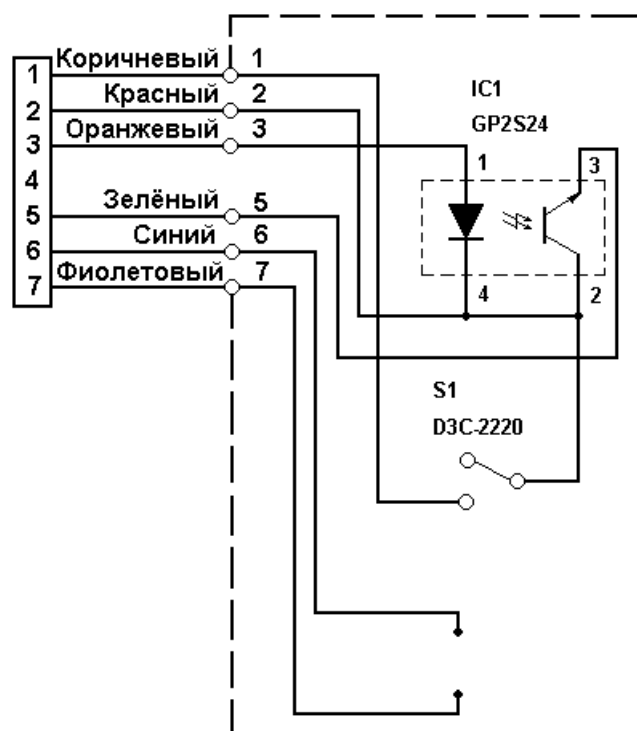 1 Коричневый 1
2 Красный 2
3 Оранжевый 3
4
5 Зелёный 5
6 Синий 6
7 Фиолетовый 7
IC1
GP2S24
1 3
4 2
S1
D3C-2220